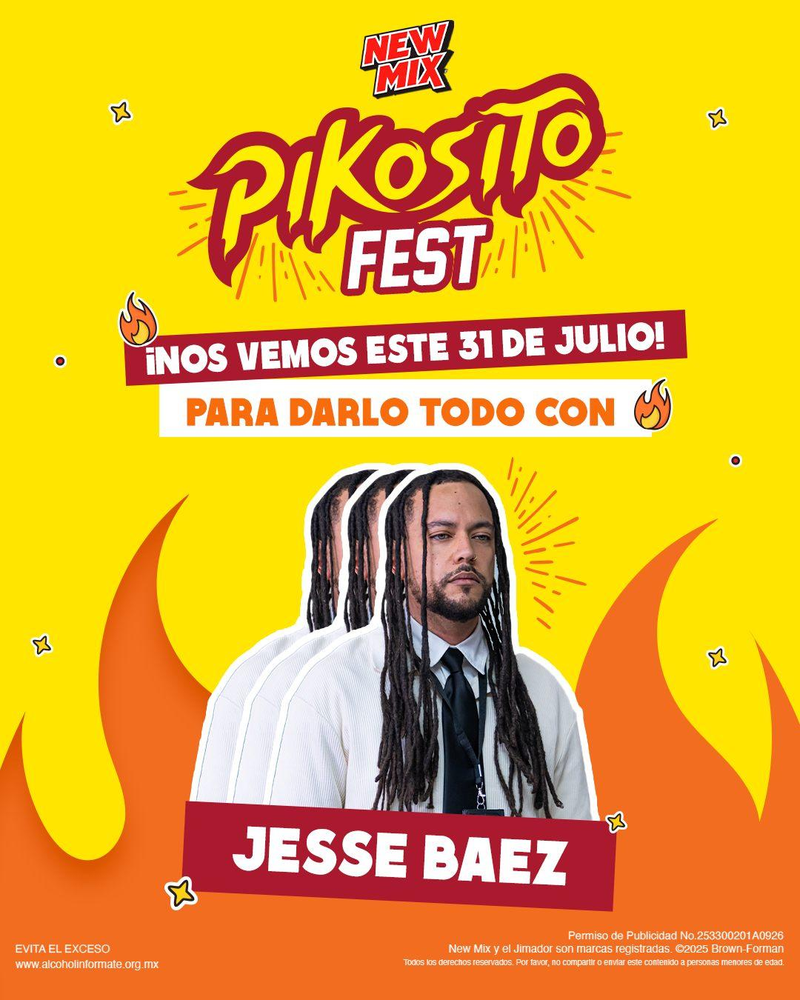 NEW
MIX
PIKOSITO
FEST
¡NOS VEMOS ESTE 31 DE JULIO!
PARA DARLO TODO CON
JESSE BAEZ
EVITA EL EXCESO
www.alcoholinformate.org.mx
Permiso de Publicidad No.253300201A0926
New Mix y el Jimador son marcas registradas. ©2025 Brown-Forman
Todos los derechos reservados. Por favor, no compartir o enviar este contenido a personas menores de edad.